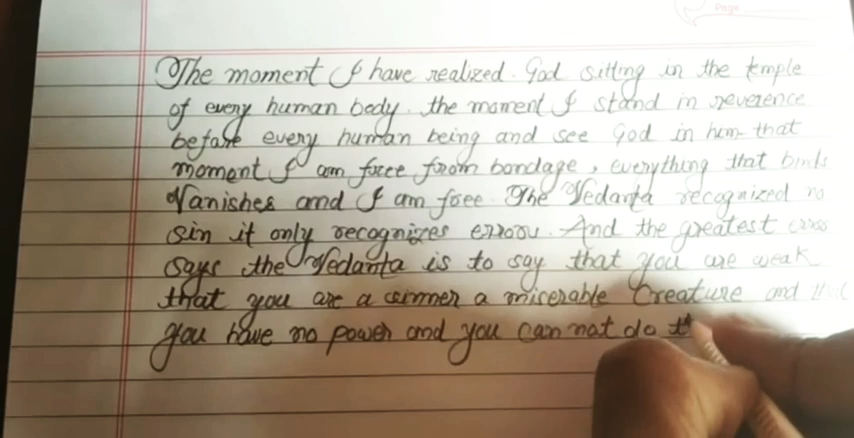 Page
The moment I have realized. God sitting in the temple
of every human body. the moment I stand in reverence
before every human being and see God in him that
moment I am free from bondage, everything that binds
Vanishes and I am free. The Vedanta recognized no
sin it only recognizes error. And the greatest error
says the Vedanta is to say that you are weak
that you are a sinner a miserable Creature and that
you have no power and you can not do